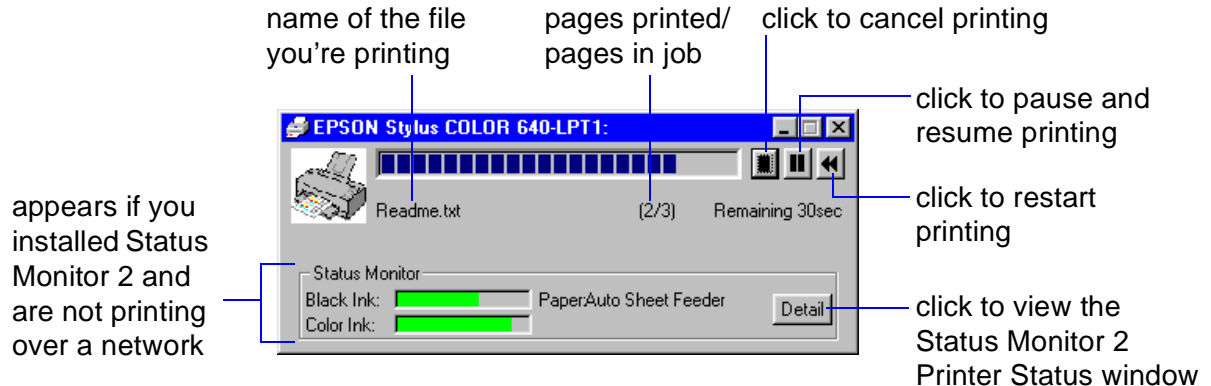 name of the file
you’re printing
pages printed/
pages in job
click to cancel printing
click to pause and
resume printing
EPSON Stylus COLOR 640-LPT1:
Readme.txt
(2/3)
Remaining 30sec
click to restart
printing
appears if you
installed Status
Monitor 2 and
are not printing
over a network
Status Monitor
Black Ink:
Paper:Auto Sheet Feeder
Color Ink:
Detail
click to view the
Status Monitor 2
Printer Status window